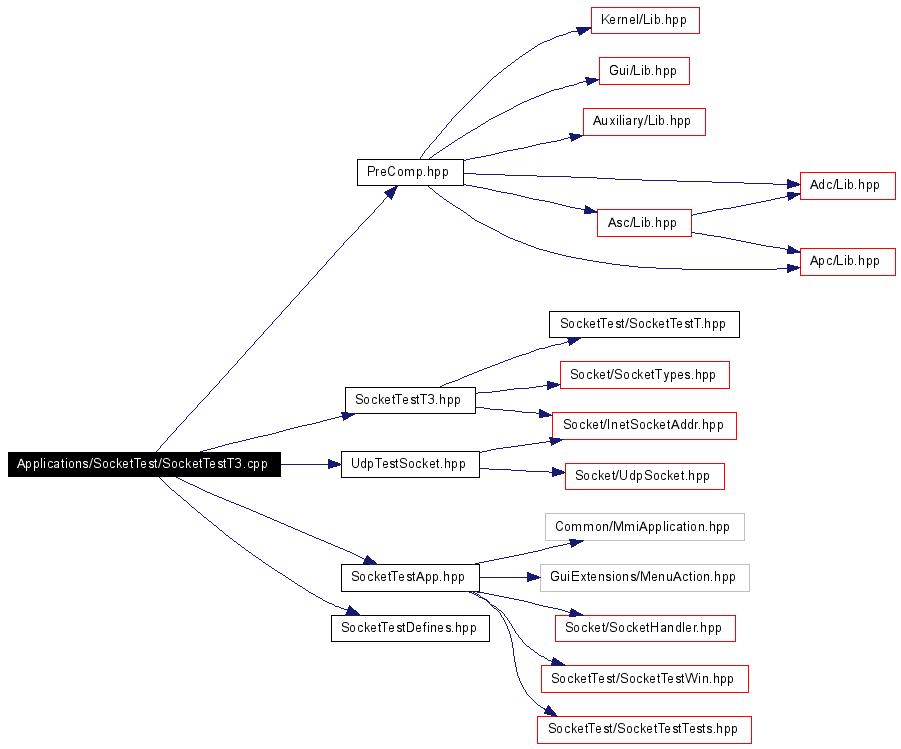 Kernel/Lib.hpp
Gui/Lib.hpp
Auxiliary/Lib.hpp
PreComp.hpp
Adc/Lib.hpp
Asc/Lib.hpp
Apc/Lib.hpp
SocketTest/SocketTestT.hpp
Socket/SocketTypes.hpp
SocketTestT3.hpp
Socket/InetSocketAddr.hpp
Applications/SocketTest/SocketTestT3.cpp
UdpTestSocket.hpp
Socket/UdpSocket.hpp
Common/MmiApplication.hpp
SocketTestApp.hpp
GuiExtensions/MenuAction.hpp
SocketTestDefines.hpp
Socket/SocketHandler.hpp
SocketTest/SocketTestWin.hpp
SocketTest/SocketTestTests.hpp